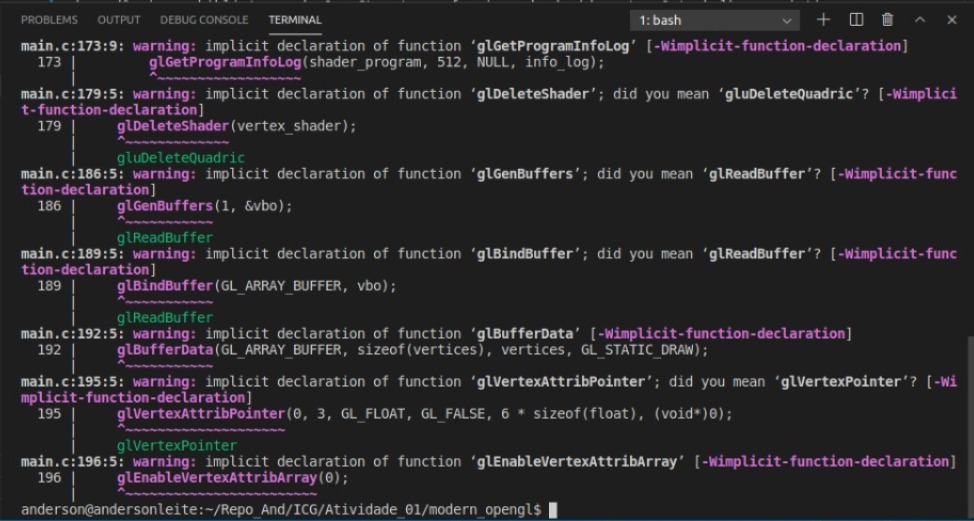 PROBLEMS OUTPUT DEBUG CONSOLE TERMINAL 1: bash
main.c:173:9: warning: implicit declaration of function ‘glGetProgramInfoLog’ [-Wimplicit-function-declaration]
173 | glGetProgramInfoLog(shader_program, 512, NULL, info_log);
| ^~~~~~~~~~~~~~~~~~~
main.c:179:5: warning: implicit declaration of function ‘glDeleteShader’; did you mean ‘gluDeleteQuadric’? [-Wimplici
t-function-declaration]
179 | glDeleteShader(vertex_shader);
| ^~~~~~~~~~~~~~
| gluDeleteQuadric
main.c:186:5: warning: implicit declaration of function ‘glGenBuffers’; did you mean ‘glReadBuffer’? [-Wimplicit-func
tion-declaration]
186 | glGenBuffers(1, &vbo);
| ^~~~~~~~~~~~
| glReadBuffer
main.c:189:5: warning: implicit declaration of function ‘glBindBuffer’; did you mean ‘glReadBuffer’? [-Wimplicit-func
tion-declaration]
189 | glBindBuffer(GL_ARRAY_BUFFER, vbo);
| ^~~~~~~~~~~~
| glReadBuffer
main.c:192:5: warning: implicit declaration of function ‘glBufferData’ [-Wimplicit-function-declaration]
192 | glBufferData(GL_ARRAY_BUFFER, sizeof(vertices), vertices, GL_STATIC_DRAW);
| ^~~~~~~~~~~~
main.c:195:5: warning: implicit declaration of function ‘glVertexAttribPointer’; did you mean ‘glVertexPointer’? [-Wi
mplicit-function-declaration]
195 | glVertexAttribPointer(0, 3, GL_FLOAT, GL_FALSE, 6 * sizeof(float), (void*)0);
| ^~~~~~~~~~~~~~~~~~~~~
| glVertexPointer
main.c:196:5: warning: implicit declaration of function ‘glEnableVertexAttribArray’ [-Wimplicit-function-declaration]
196 | glEnableVertexAttribArray(0);
| ^~~~~~~~~~~~~~~~~~~~~~~~~
anderson@andersonleite:~/Repo_And/ICG/Atividade_01/modern_opengl$